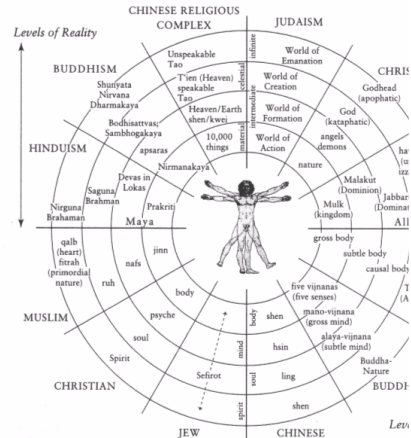 CHINESE RELIGIOUS
COMPLEX
JUDAISM
Levels of Reality
BUDDHISM
HINDUISM
MUSLIM
CHRISTIAN
JEW
CHINESE
Unspeakable
Tao
infinite
World of
Emanation
T'ien (Heaven)
speakable
Tao
celestial
World of
Creation
Heaven/Earth
shen/kwei
intermediate
World of
Formation
10,000
things
material
World of
Action
Shunyata
Nirvana
Dharmakaya
Bodhisattvas;
Sambhogakaya
apsaras
Nirmanakaya
Godhead
(apophatic)
God
(kataphatic)
angels
demons
nature
Nirguna
Brahaman
Saguna
Brahman
Devas in
Lokas
Prakriti
Maya
Malakut
(Dominion)
Mulk
(kingdom)
qalb
(heart)
fitrah
(primordial
nature)
ruh
nafs
jinn
gross body
subtle body
causal body
body
psyche
soul
Spirit
five vijnanas
(five senses)
mano-vijnana
(gross mind)
alaya-vijnana
(subtle mind)
Buddha-
Nature
Sefirot
body
mind
soul
spirit
shen
hsin
ling
shen